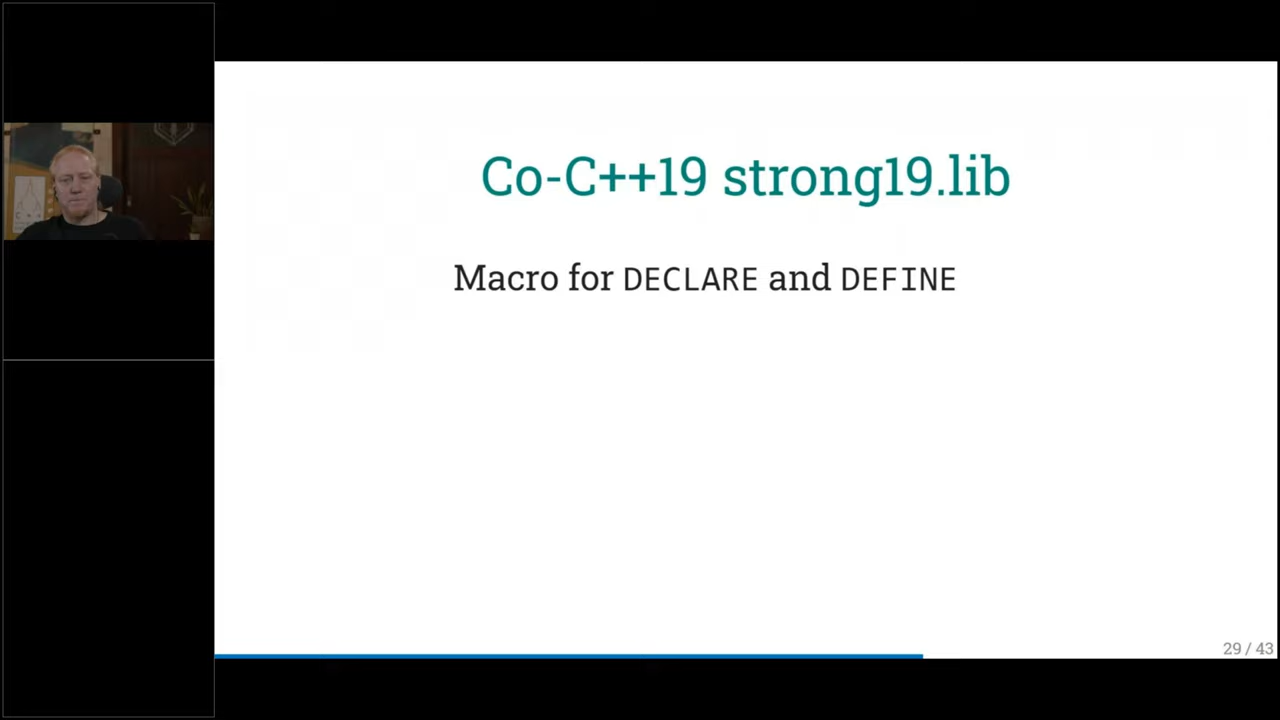 Co-C++19 strong19.lib
Macro for DECLARE and DEFINE
29 / 43